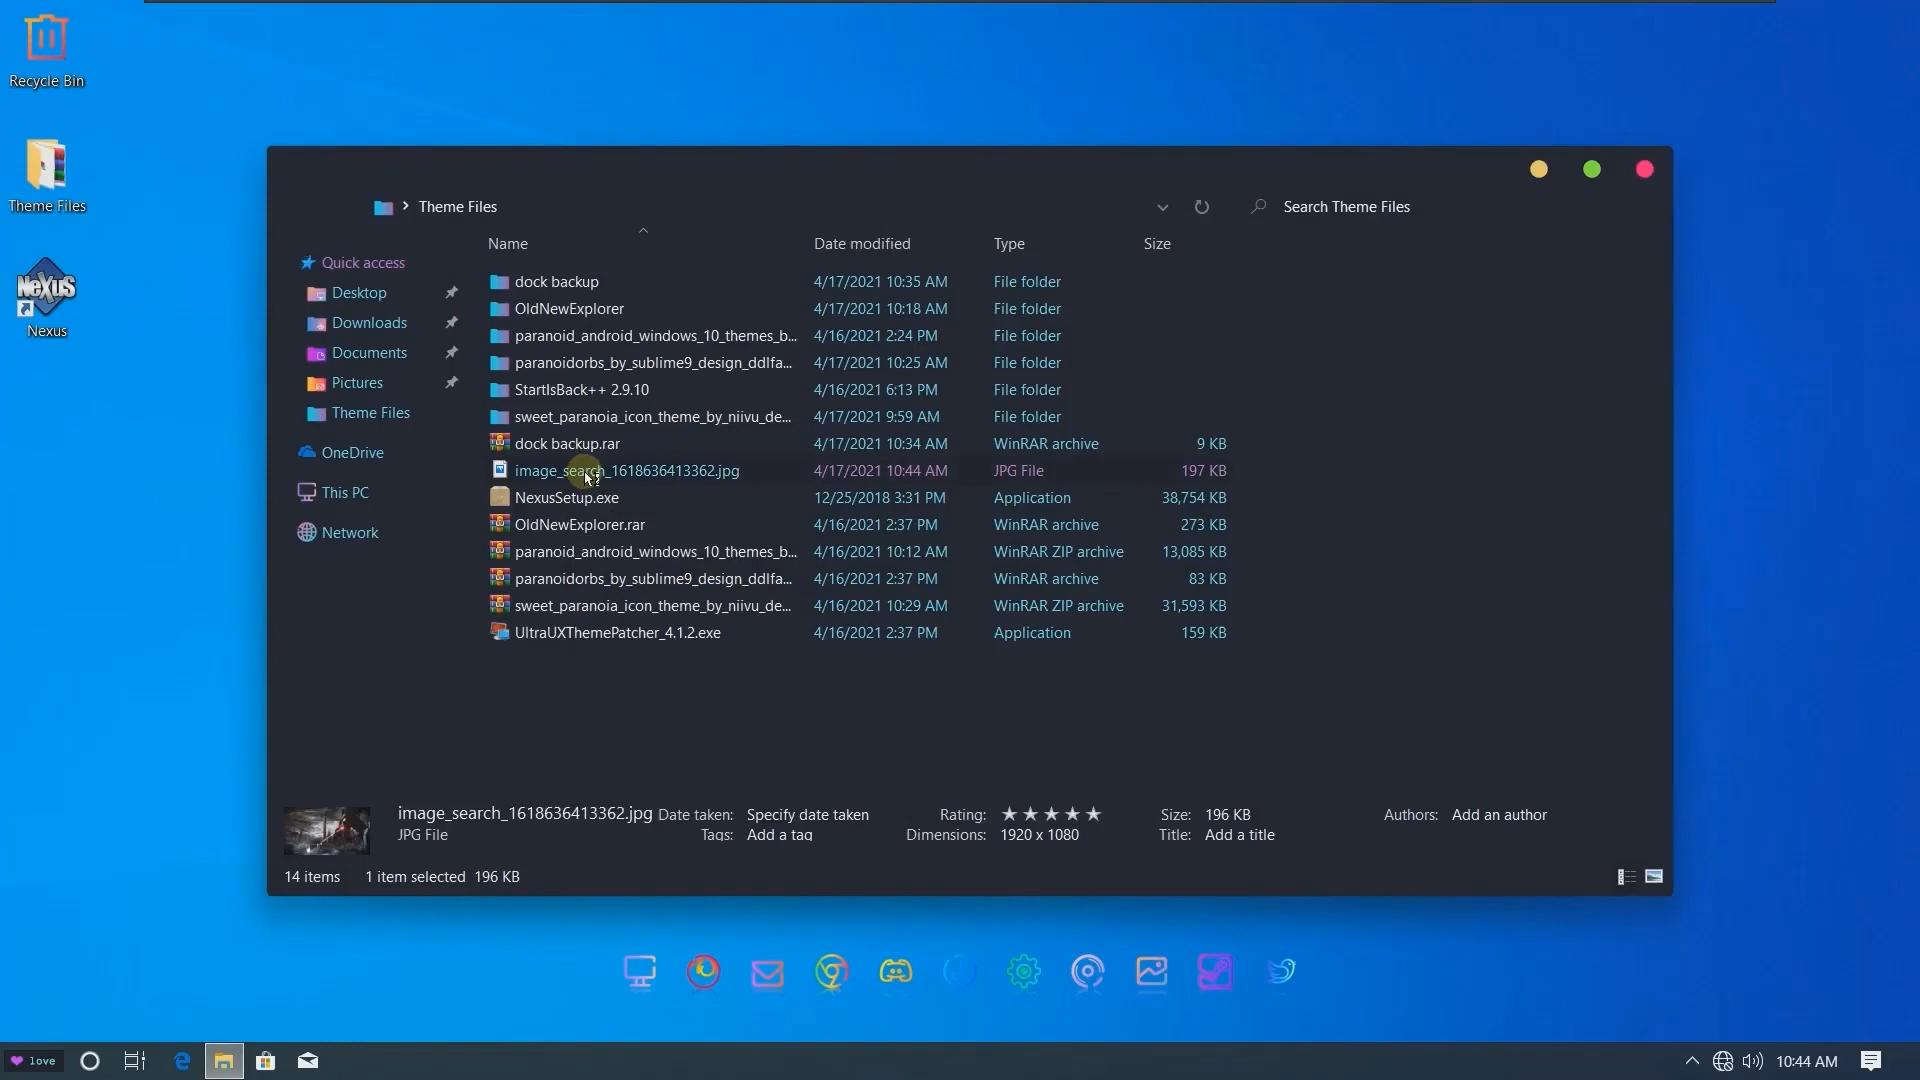 Recycle Bin
Theme Files
NeXuS
Nexus
Theme Files
Search Theme Files
Name Date modified Type Size
Quick access
Desktop
Downloads
Documents
Pictures
Theme Files
OneDrive
This PC
Network
dock backup 4/17/2021 10:35 AM File folder
OldNewExplorer 4/17/2021 10:18 AM File folder
paranoid_android_windows_10_themes_b... 4/16/2021 2:24 PM File folder
paranoidorbs_by_sublime9_design_ddlfa... 4/17/2021 10:25 AM File folder
StartIsBack++ 2.9.10 4/16/2021 6:13 PM File folder
sweet_paranoia_icon_theme_by_niivu_de... 4/17/2021 9:59 AM File folder
dock backup.rar 4/17/2021 10:34 AM WinRAR archive 9 KB
image_search_1618636413362.jpg 4/17/2021 10:44 AM JPG File 197 KB
NexusSetup.exe 12/25/2018 3:31 PM Application 38,754 KB
OldNewExplorer.rar 4/16/2021 2:37 PM WinRAR archive 273 KB
paranoid_android_windows_10_themes_b... 4/16/2021 10:12 AM WinRAR ZIP archive 13,085 KB
paranoidorbs_by_sublime9_design_ddlfa... 4/16/2021 2:37 PM WinRAR archive 83 KB
sweet_paranoia_icon_theme_by_niivu_de... 4/16/2021 10:29 AM WinRAR ZIP archive 31,593 KB
UltraUXThemePatcher_4.1.2.exe 4/16/2021 2:37 PM Application 159 KB
image_search_1618636413362.jpg Date taken: Specify date taken Rating: Size: 196 KB Authors: Add an author
JPG File Tags: Add a tag Dimensions: 1920 x 1080 Title: Add a title
14 items 1 item selected 196 KB
love
10:44 AM